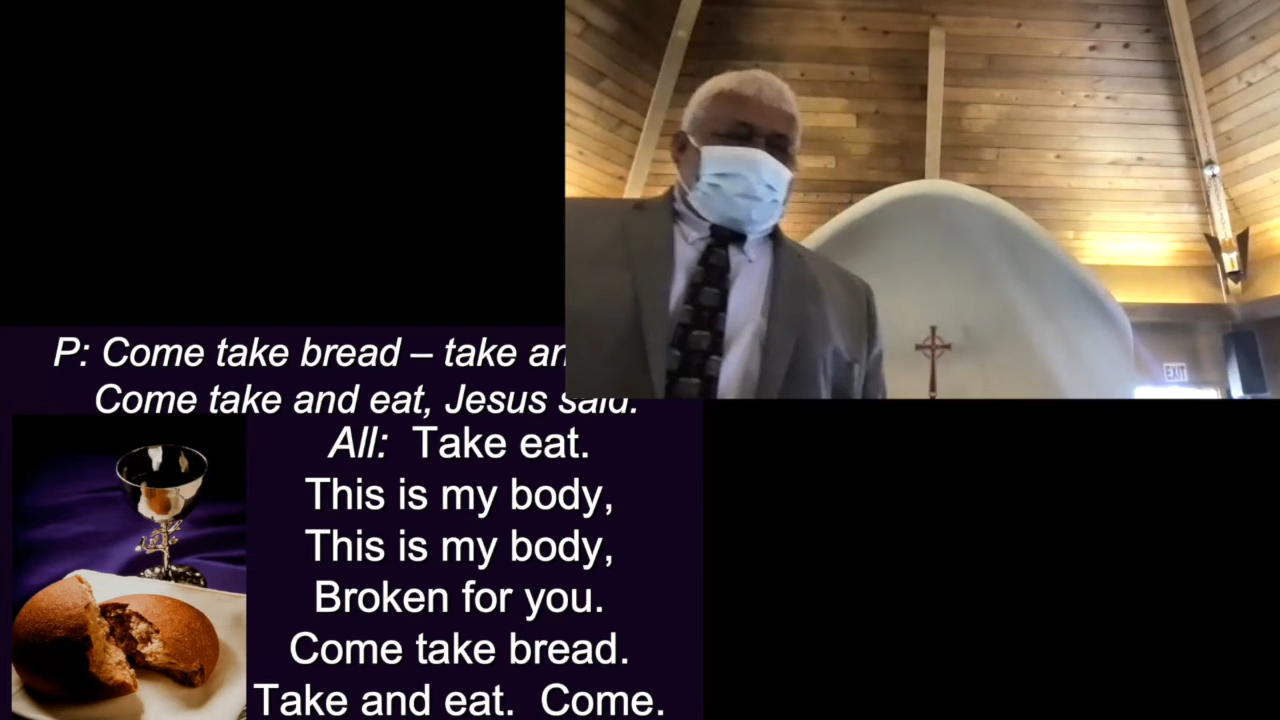 P: Come take bread – take an
Come take and eat, Jesus said.
All: Take eat.
This is my body,
This is my body,
Broken for you.
Come take bread.
Take and eat. Come.
EXIT